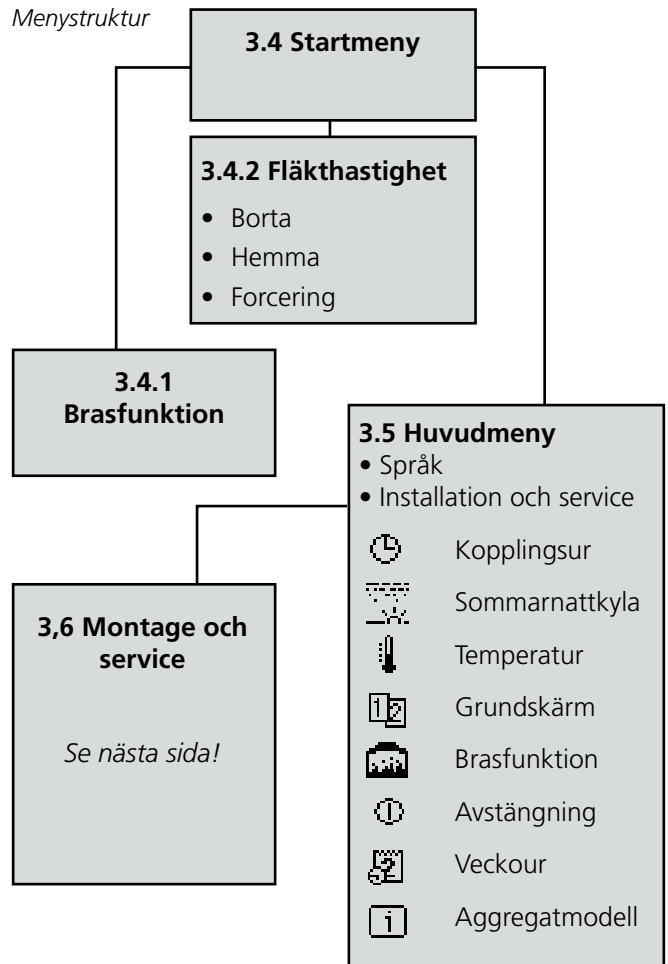 Menystruktur
3.4 Startmeny
3.4.2 Fläkthastighet
• Borta
• Hemma
• Forcering
3.4.1
Brasfunktion
3.5 Huvudmeny
• Språk
• Installation och service
Kopplingsur
Sommarnattkyla
Temperatur
12 Grundskärm
Brasfunktion
Avstängning
2 Veckour
i Aggregatmodell
3,6 Montage och
service
Se nästa sida!